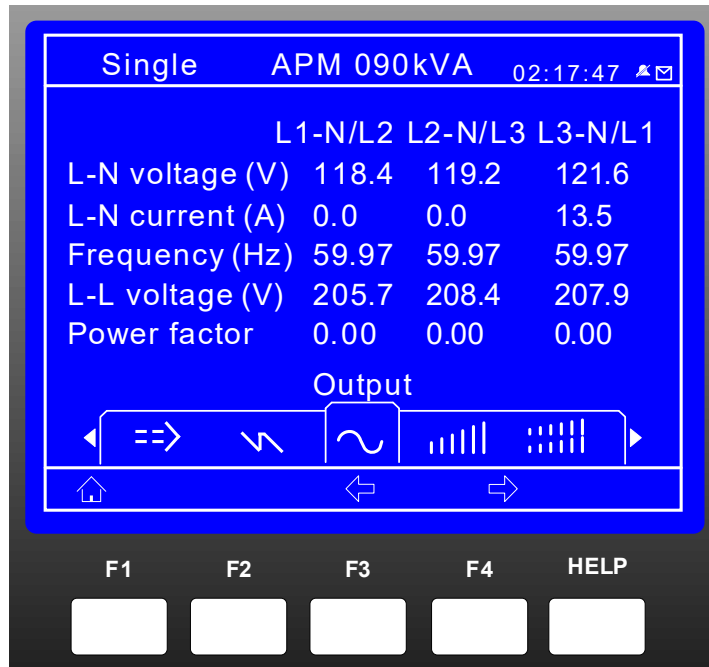 Single APM 090kVA 02:17:47
L1-N/L2 L2-N/L3 L3-N/L1
L-N voltage (V) 118.4 119.2 121.6
L-N current (A) 0.0 0.0 13.5
Frequency (Hz) 59.97 59.97 59.97
L-L voltage (V) 205.7 208.4 207.9
Power factor 0.00 0.00 0.00
Output
F1 F2 F3 F4 HELP